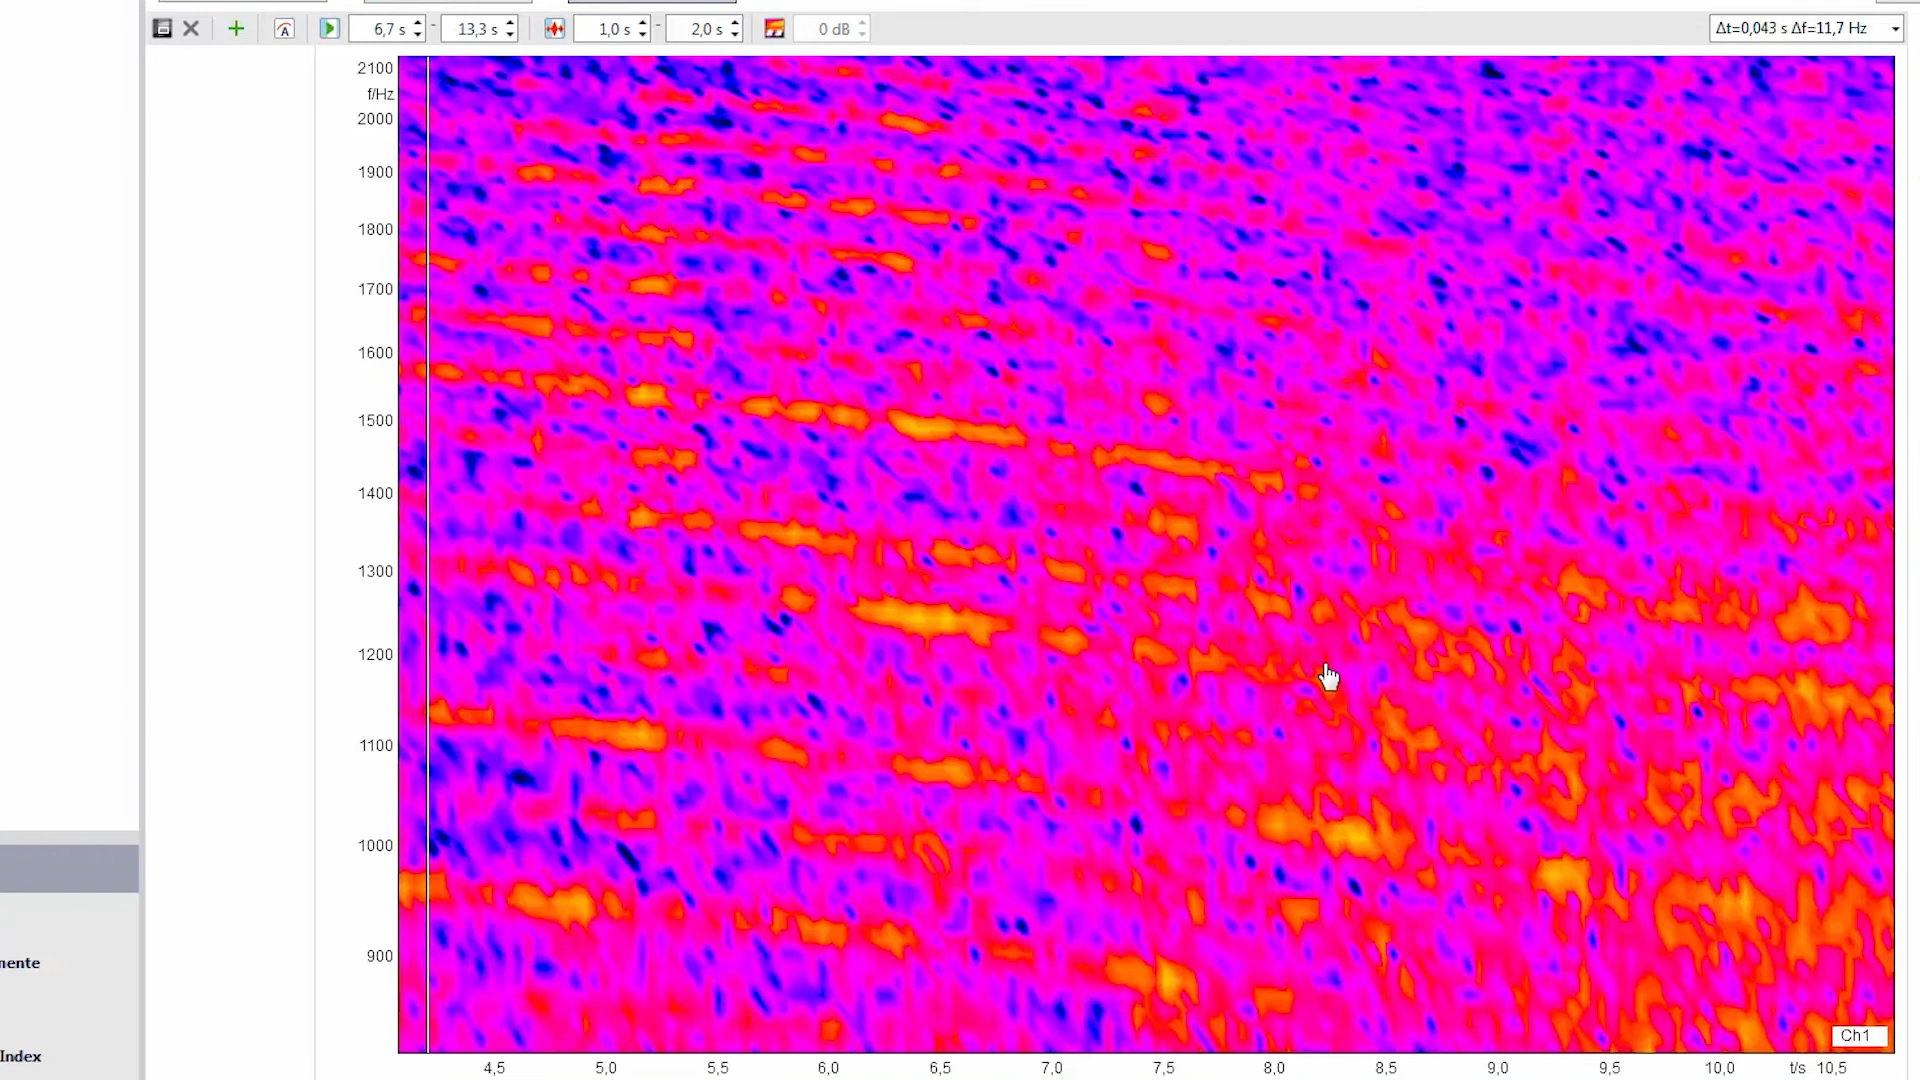 6,7 s - 13,3 s 1,0 s - 2,0 s 0 dB Δt=0,043 s Δf=11,7 Hz
2100
f/Hz
2000
1900
1800
1700
1600
1500
1400
1300
1200
1100
1000
900
Ch1
4,5 5,0 5,5 6,0 6,5 7,0 7,5 8,0 8,5 9,0 9,5 10,0 t/s 10,5
mente
Index